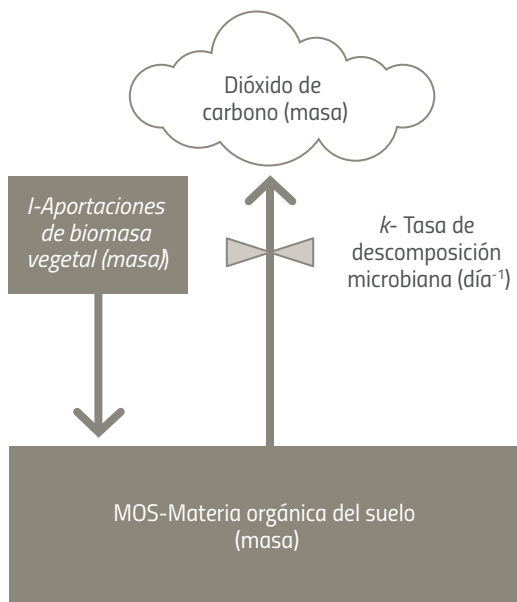 Dióxido de
carbono (masa)
I-Aportaciones
de biomasa
vegetal (masa))
k- Tasa de
descomposición
microbiana (día⁻¹)
MOS-Materia orgánica del suelo
(masa)